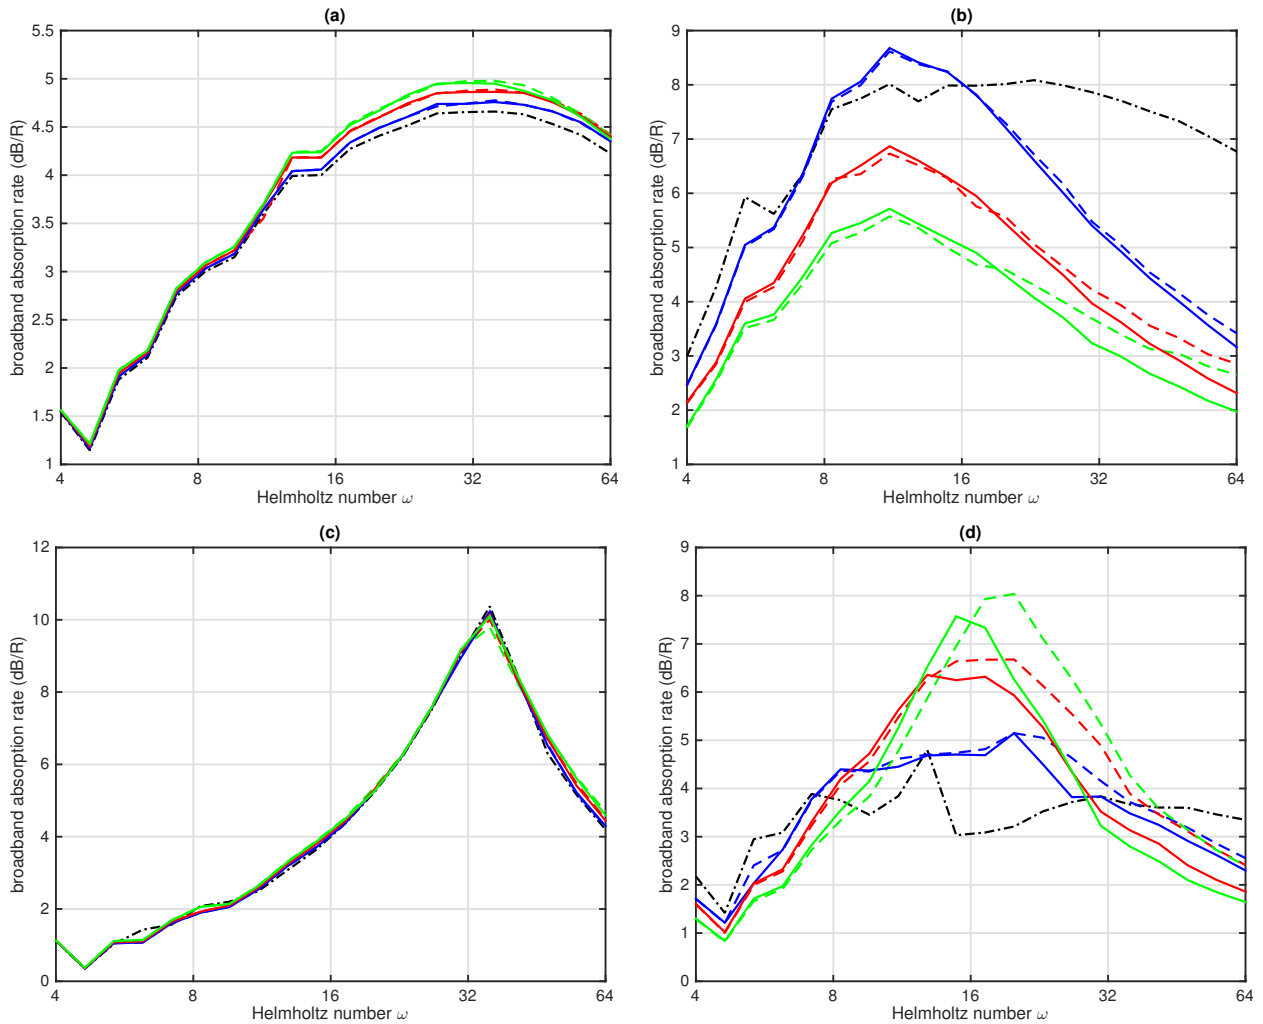 (a)
5.5
5
4.5
4
3.5
3
2.5
2
1.5
1
broadband absorption rate (dB/R)
4 8 16 32 64
Helmholtz number ω
(b)
9
8
7
6
5
4
3
2
1
broadband absorption rate (dB/R)
4 8 16 32 64
Helmholtz number ω
(c)
12
10
8
6
4
2
0
broadband absorption rate (dB/R)
4 8 16 32 64
Helmholtz number ω
(d)
9
8
7
6
5
4
3
2
1
0
broadband absorption rate (dB/R)
4 8 16 32 64
Helmholtz number ω